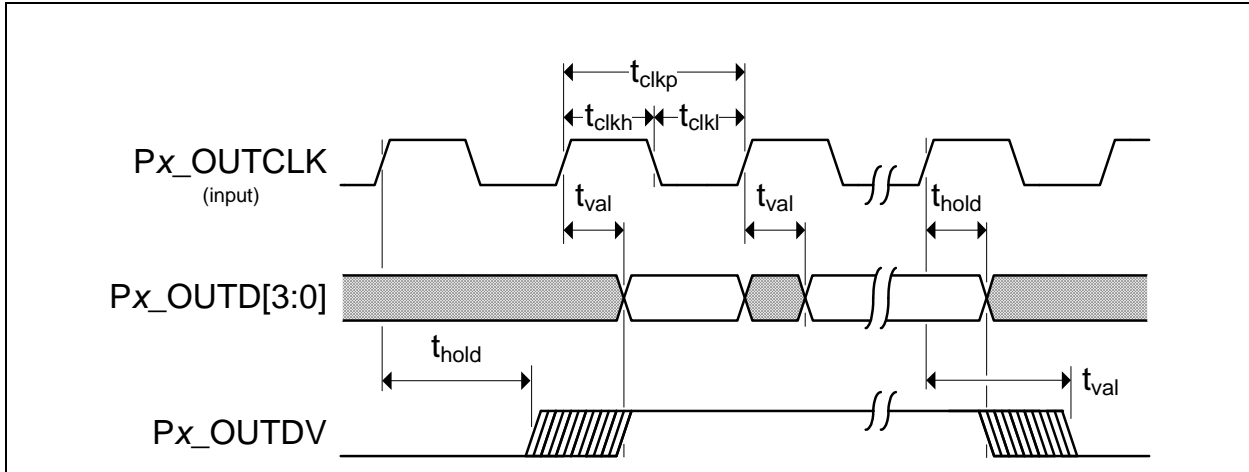 tclkp
tclkh tclkl
Px_OUTCLK
(input)
tval tval thold
Px_OUTD[3:0]
thold
tval
Px_OUTDV